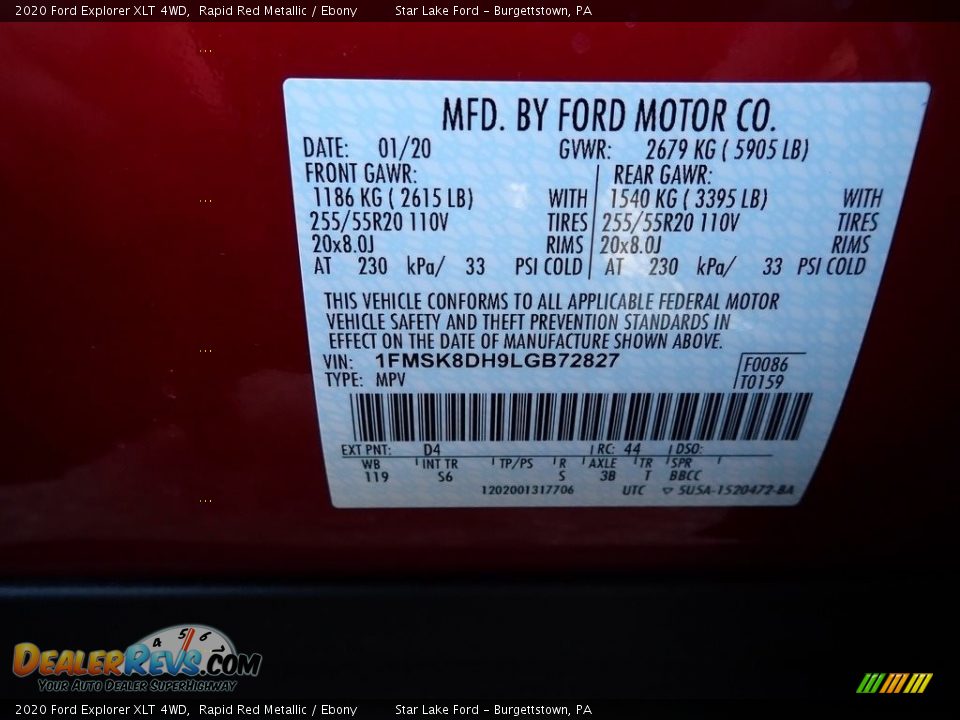 2020 Ford Explorer XLT 4WD, Rapid Red Metallic / Ebony Star Lake Ford - Burgettstown, PA
MFD. BY FORD MOTOR CO.
DATE: 01/20 GVWR: 2679 KG ( 5905 LB)
FRONT GAWR: REAR GAWR:
1186 KG ( 2615 LB) WITH 1540 KG ( 3395 LB) WITH
255/55R20 110V TIRES 255/55R20 110V TIRES
20x8.0J RIMS 20x8.0J RIMS
AT 230 kPa/ 33 PSI COLD AT 230 kPa/ 33 PSI COLD
THIS VEHICLE CONFORMS TO ALL APPLICABLE FEDERAL MOTOR
VEHICLE SAFETY AND THEFT PREVENTION STANDARDS IN
EFFECT ON THE DATE OF MANUFACTURE SHOWN ABOVE.
VIN: 1FMSK8DH9LGB72827 F0086
TYPE: MPV T0159
EXT PNT: D4 RC: 44 DSO:
WB INT TR TP/PS R AXLE TR SPR
119 S6 S 3B T BBCC
1202001317706 UTC ▽ 5U5A-1520472-BA
4 5 6
DEALERREVS.COM
Your Auto Dealer SuperHighway
2020 Ford Explorer XLT 4WD, Rapid Red Metallic / Ebony Star Lake Ford - Burgettstown, PA